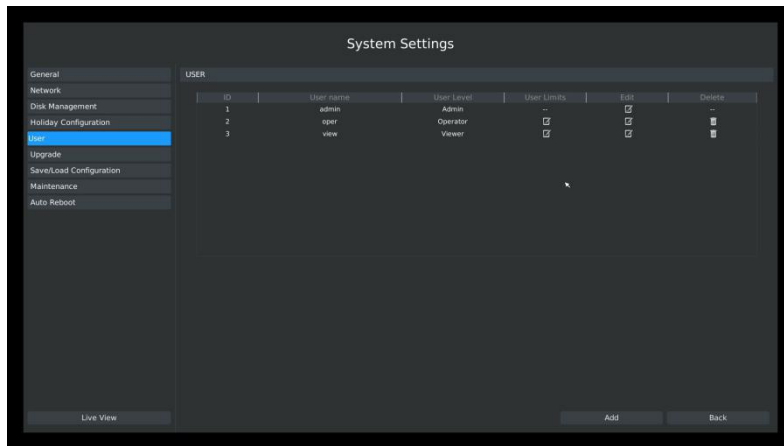 System Settings
General
Network
Disk Management
Holiday Configuration
User
Upgrade
Save/Load Configuration
Maintenance
Auto Reboot
USER
ID User name User Level User Limits Edit Delete
1 admin Admin -- --
2 oper Operator
3 view Viewer
Live View
Add
Back